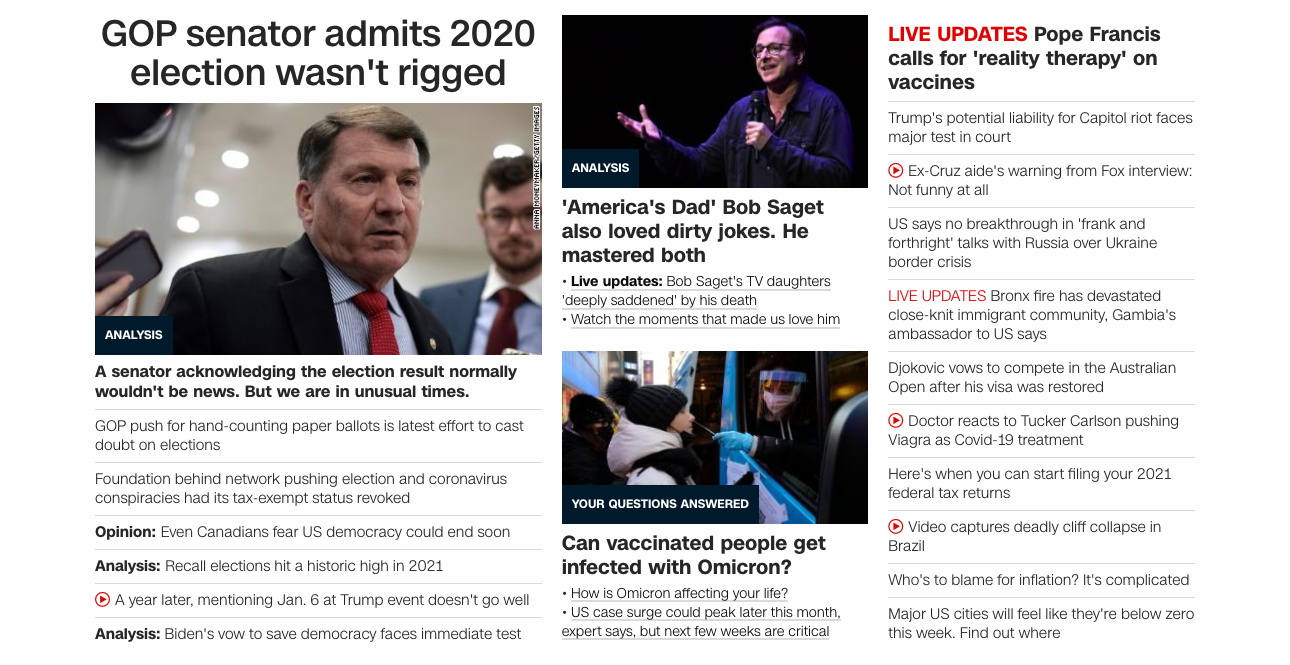 GOP senator admits 2020
election wasn't rigged
ANNA MONEYMAKER/GETTY IMAGES
ANALYSIS
A senator acknowledging the election result normally
wouldn't be news. But we are in unusual times.
GOP push for hand-counting paper ballots is latest effort to cast
doubt on elections
Foundation behind network pushing election and coronavirus
conspiracies had its tax-exempt status revoked
Opinion: Even Canadians fear US democracy could end soon
Analysis: Recall elections hit a historic high in 2021
A year later, mentioning Jan. 6 at Trump event doesn't go well
Analysis: Biden's vow to save democracy faces immediate test
ANALYSIS
'America's Dad' Bob Saget
also loved dirty jokes. He
mastered both
• Live updates: Bob Saget's TV daughters
'deeply saddened' by his death
• Watch the moments that made us love him
YOUR QUESTIONS ANSWERED
Can vaccinated people get
infected with Omicron?
• How is Omicron affecting your life?
• US case surge could peak later this month,
expert says, but next few weeks are critical
LIVE UPDATES Pope Francis
calls for 'reality therapy' on
vaccines
Trump's potential liability for Capitol riot faces
major test in court
Ex-Cruz aide's warning from Fox interview:
Not funny at all
US says no breakthrough in 'frank and
forthright' talks with Russia over Ukraine
border crisis
LIVE UPDATES Bronx fire has devastated
close-knit immigrant community, Gambia's
ambassador to US says
Djokovic vows to compete in the Australian
Open after his visa was restored
Doctor reacts to Tucker Carlson pushing
Viagra as Covid-19 treatment
Here's when you can start filing your 2021
federal tax returns
Video captures deadly cliff collapse in
Brazil
Who's to blame for inflation? It's complicated
Major US cities will feel like they're below zero
this week. Find out where